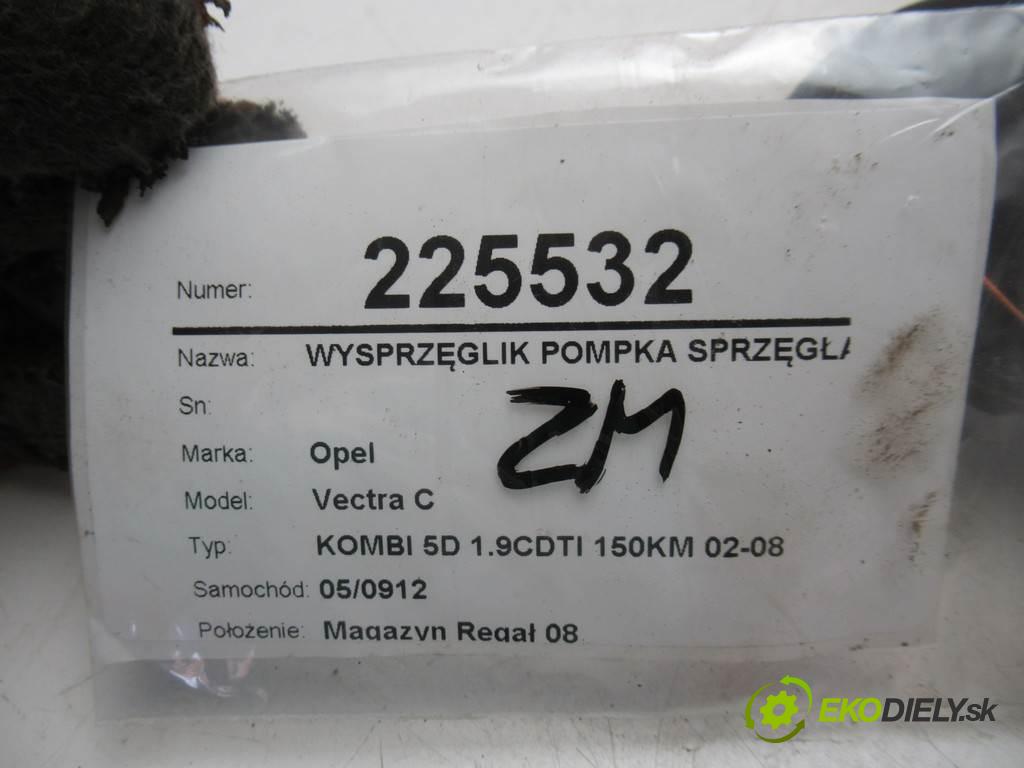 Numer: 225532
Nazwa: WYSPRZĘGLIK POMPKA SPRZĘGŁA
Sn:
ZM
Marka: Opel
Model: Vectra C
Typ: KOMBI 5D 1.9CDTI 150KM 02-08
Samochód: 05/0912
Położenie: Magazyn Regał 08
EKODIELY.sk